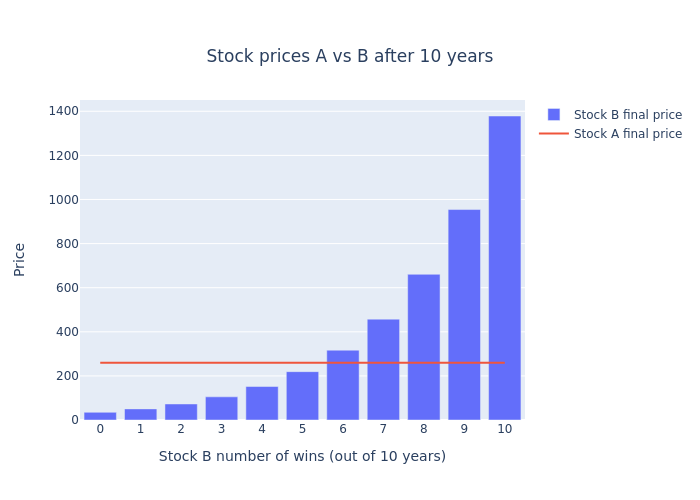 Stock prices A vs B after 10 years
Stock B final price
Stock A final price
1400
1200
1000
800
600
400
200
0
Price
0 1 2 3 4 5 6 7 8 9 10
Stock B number of wins (out of 10 years)